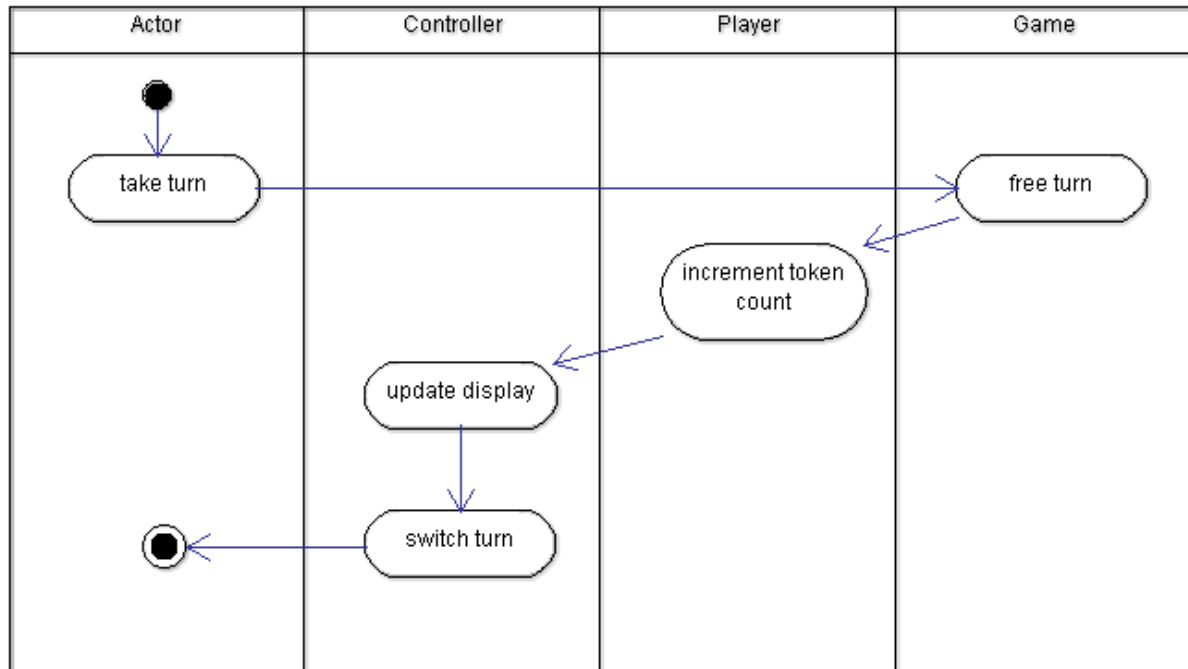 Actor
Controller
Player
Game
take turn
free turn
increment token
count
update display
switch turn